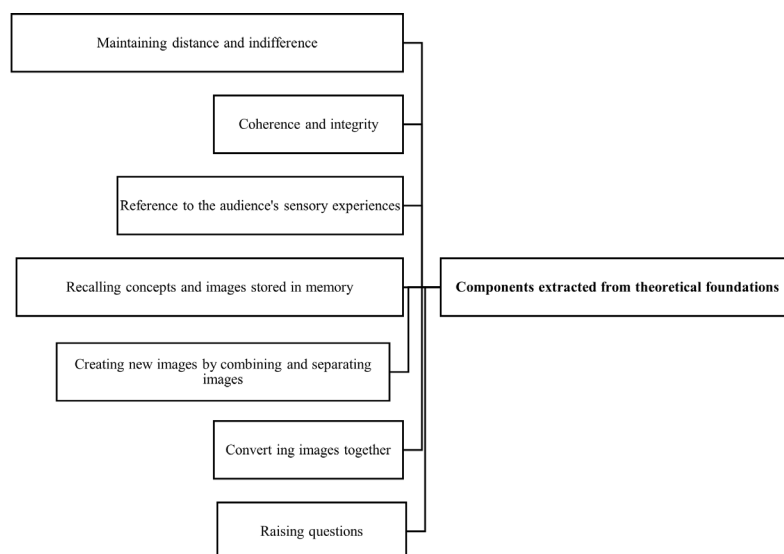 Maintaining distance and indifference
Coherence and integrity
Reference to the audience's sensory experiences
Recalling concepts and images stored in memory
Components extracted from theoretical foundations
Creating new images by combining and separating
images
Convert ing images together
Raising questions